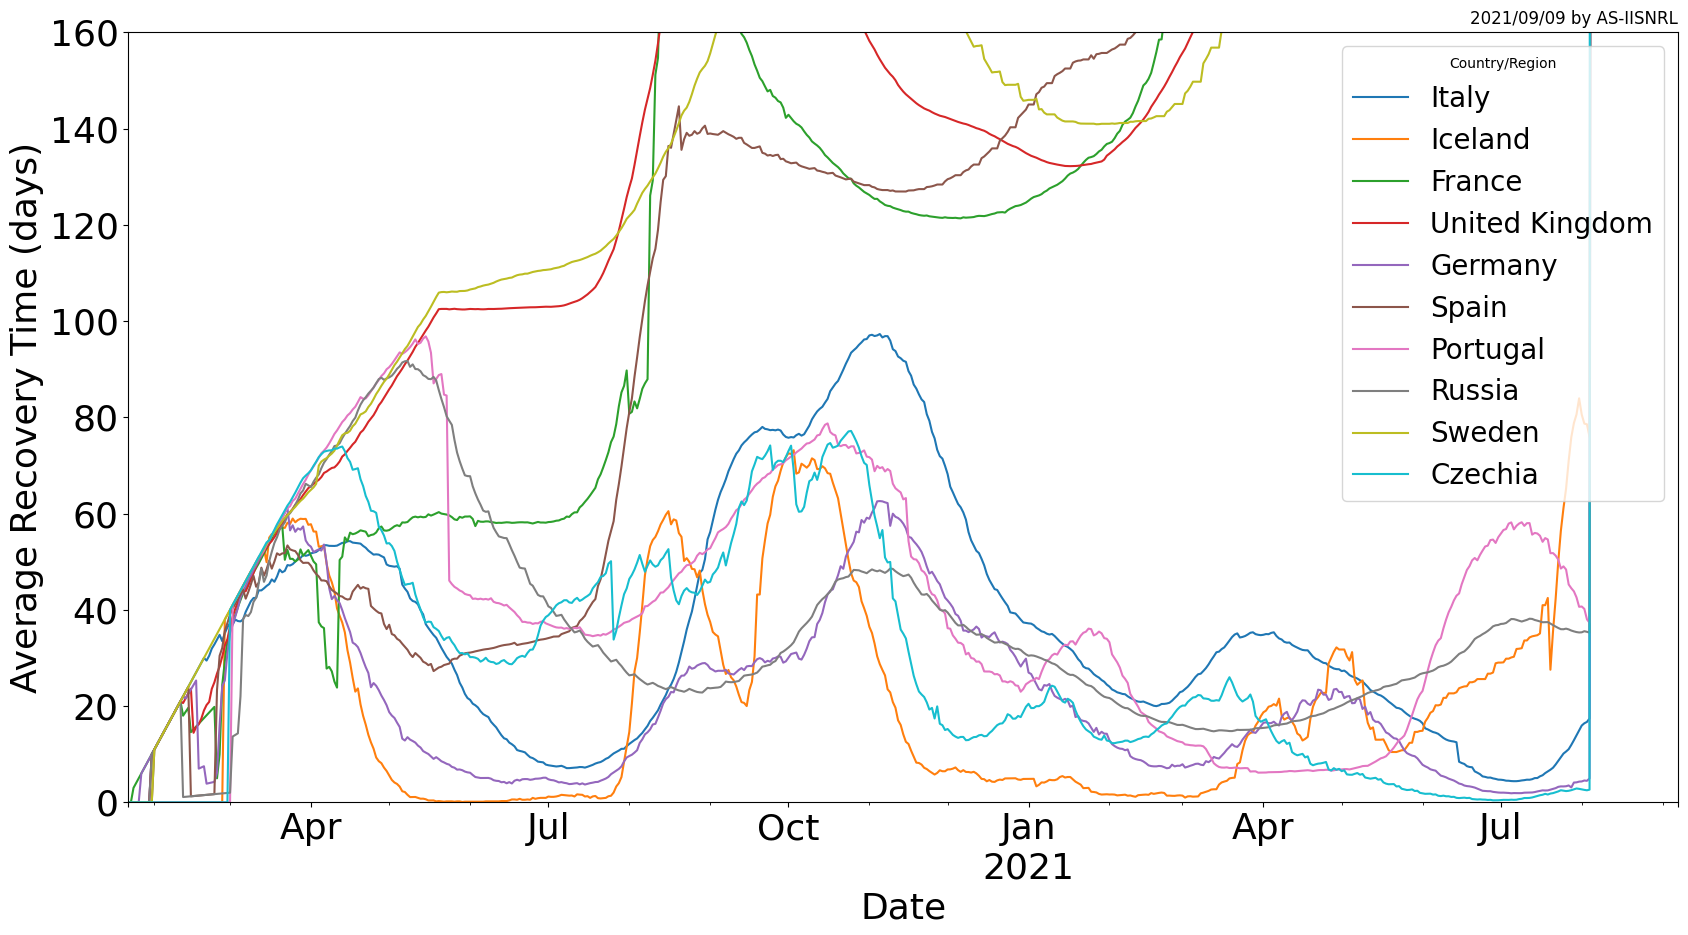 2021/09/09 by AS-IISNRL
Average Recovery Time (days)
160
140
120
100
80
60
40
20
0
Country/Region
Italy
Iceland
France
United Kingdom
Germany
Spain
Portugal
Russia
Sweden
Czechia
Apr Jul Oct Jan Apr Jul
2021
Date